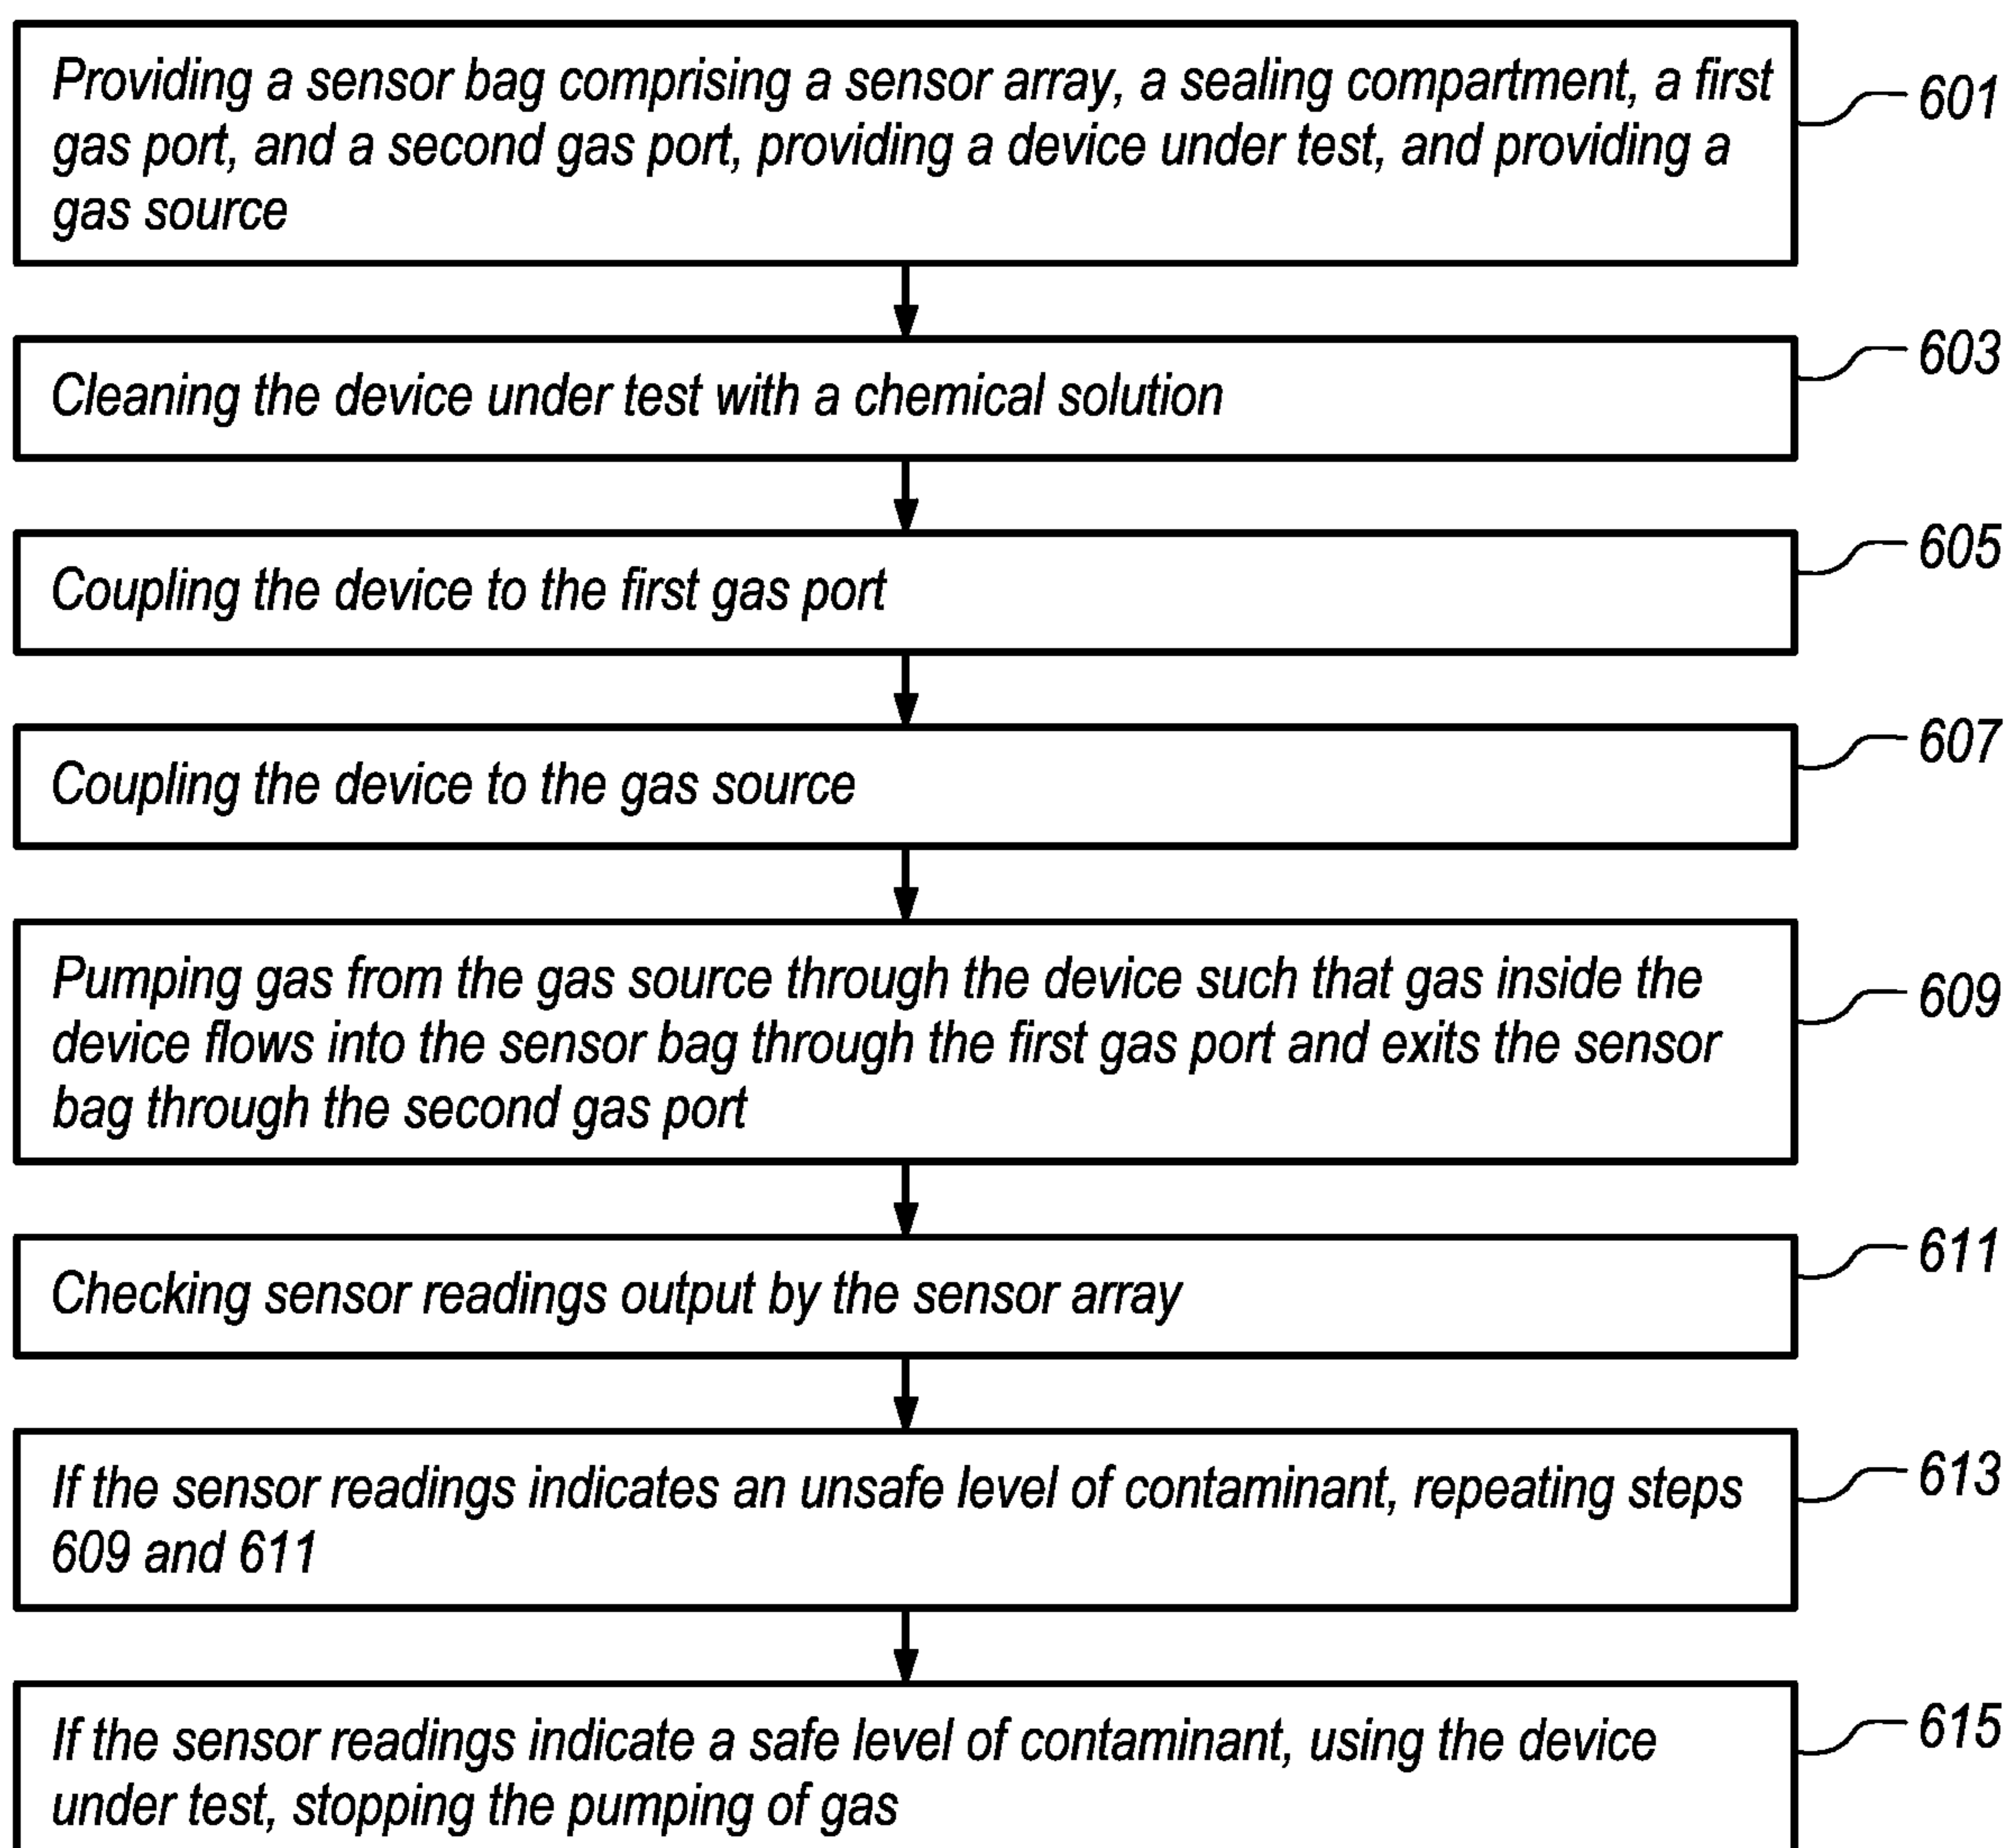 Providing a sensor bag comprising a sensor array, a sealing compartment, a first
gas port, and a second gas port, providing a device under test, and providing a
gas source
601
Cleaning the device under test with a chemical solution
603
Coupling the device to the first gas port
605
Coupling the device to the gas source
607
Pumping gas from the gas source through the device such that gas inside the
device flows into the sensor bag through the first gas port and exits the sensor
bag through the second gas port
609
Checking sensor readings output by the sensor array
611
If the sensor readings indicates an unsafe level of contaminant, repeating steps
609 and 611
613
If the sensor readings indicate a safe level of contaminant, using the device
under test, stopping the pumping of gas
615